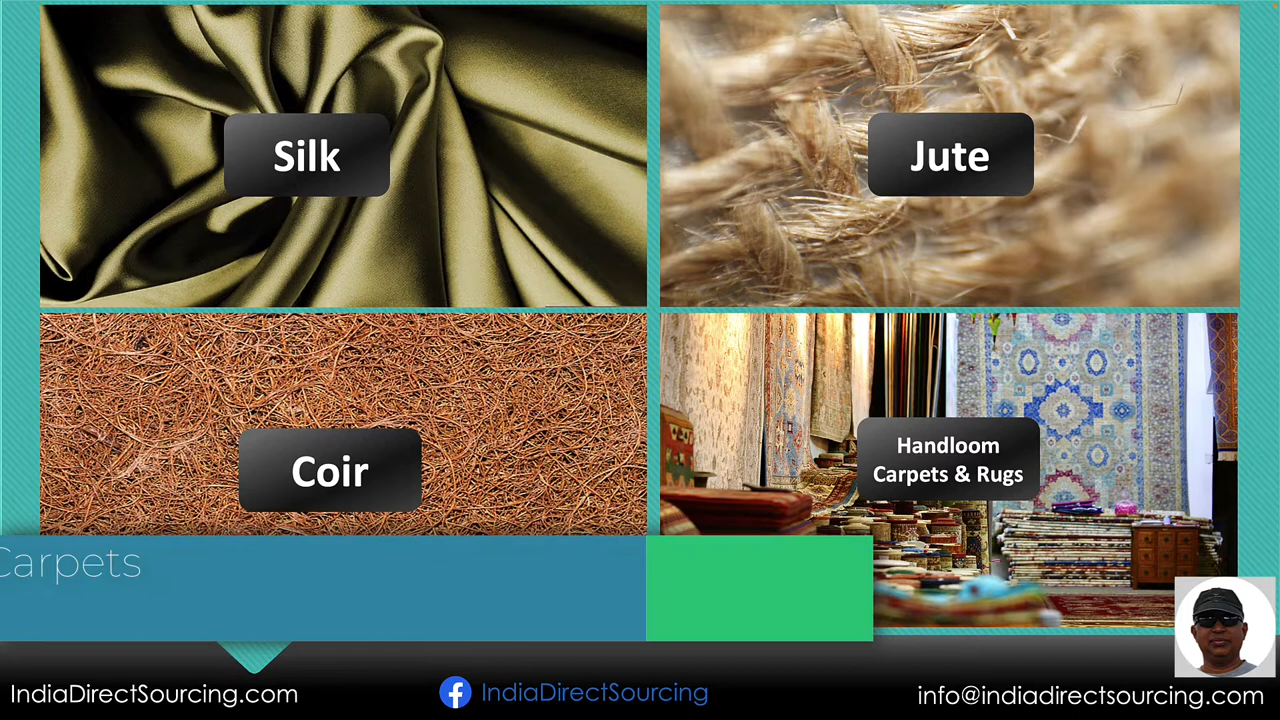 Silk
Jute
Coir
Handloom
Carpets & Rugs
Carpets
IndiaDirectSourcing.com
IndiaDirectSourcing
info@indiadirectsourcing.com